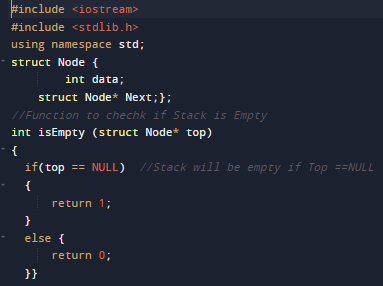 #include <iostream>
#include <stdlib.h>
using namespace std;
struct Node {
int data;
struct Node* Next;};
//Function to chechk if Stack is Empty
int isEmpty (struct Node* top)
{
if(top == NULL)  //Stack will be empty if Top ==NULL
{
return 1;
}
else {
return 0;
}}